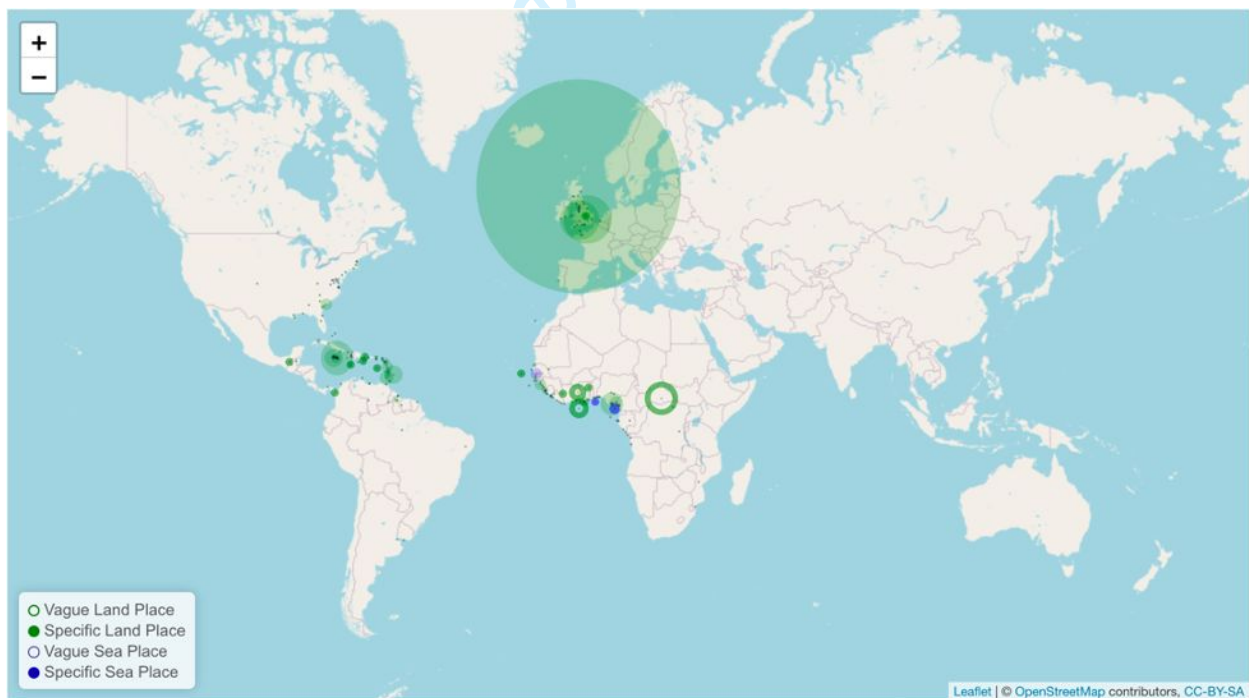 +
−
Vague Land Place
Specific Land Place
Vague Sea Place
Specific Sea Place
Leaflet | © OpenStreetMap contributors, CC-BY-SA